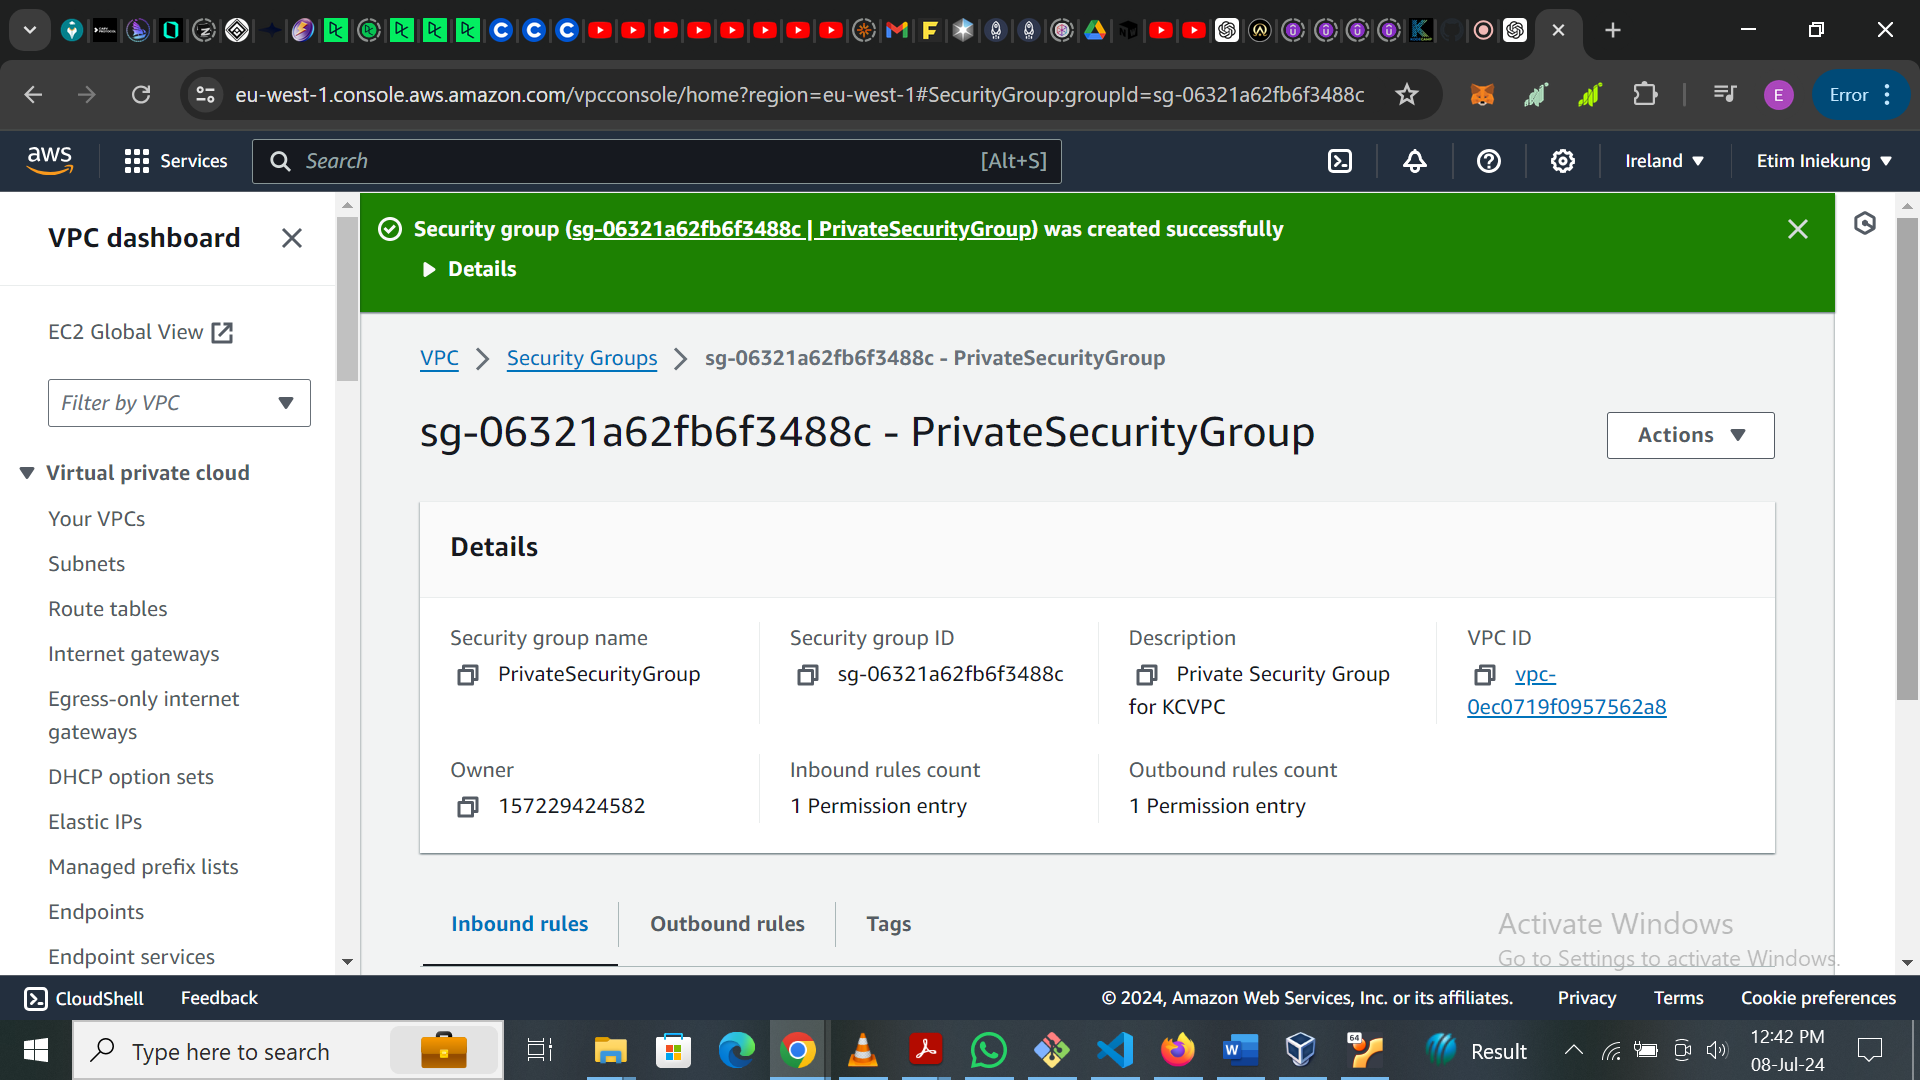 eu-west-1.console.aws.amazon.com/vpcconsole/home?region=eu-west-1#SecurityGroup:groupId=sg-06321a62fb6f3488c
E
Error
aws
Services
Search
[Alt+S]
Ireland
Etim Iniekung
VPC dashboard
EC2 Global View
Filter by VPC
Virtual private cloud
Your VPCs
Subnets
Route tables
Internet gateways
Egress-only internet
gateways
DHCP option sets
Elastic IPs
Managed prefix lists
Endpoints
Endpoint services
Security group (sg-06321a62fb6f3488c | PrivateSecurityGroup) was created successfully
Details
VPC
Security Groups
sg-06321a62fb6f3488c - PrivateSecurityGroup
sg-06321a62fb6f3488c - PrivateSecurityGroup
Actions
Details
Security group name
PrivateSecurityGroup
Security group ID
sg-06321a62fb6f3488c
Description
Private Security Group
for KCVPC
VPC ID
vpc-
0ec0719f0957562a8
Owner
157229424582
Inbound rules count
1 Permission entry
Outbound rules count
1 Permission entry
Inbound rules
Outbound rules
Tags
Activate Windows
Go to Settings to activate Windows.
CloudShell
Feedback
© 2024, Amazon Web Services, Inc. or its affiliates.
Privacy
Terms
Cookie preferences
Type here to search
64
Result
12:42 PM
08-Jul-24